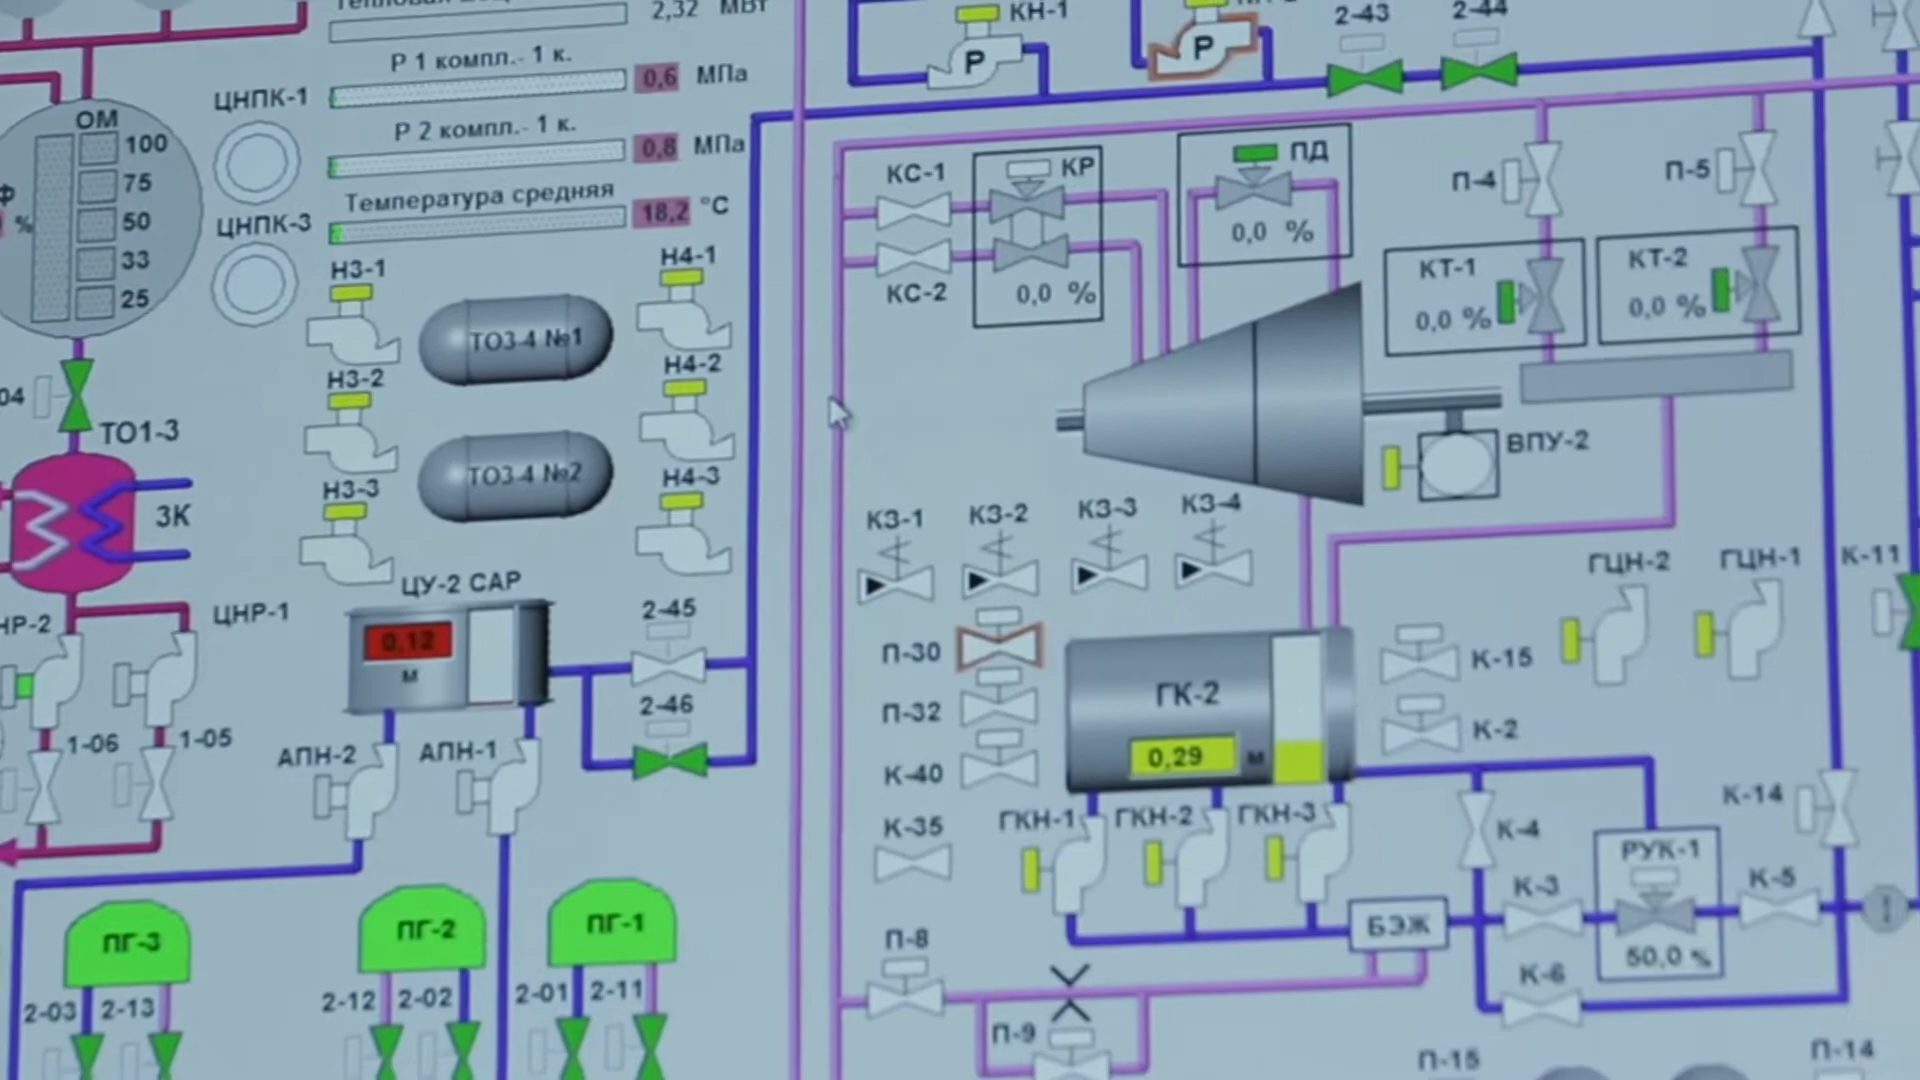 2,32 МВт
КН-1
2-43
2-44
Р
Р
Р 1 компл.- 1 к.
0,6 МПа
ЦНПК-1
ОМ
100
75
50
33
25
%
Р 2 компл.- 1 к.
0,8 МПа
Температура средняя
18,2 °С
ЦНПК-3
КС-1
КР
КС-2
0,0 %
ПД
0,0 %
П-4
П-5
КТ-1
0,0 %
КТ-2
0,0 %
Н3-1
Н4-1
ТО3-4 №1
Н3-2
Н4-2
ТО3-4 №2
Н3-3
Н4-3
04
ТО1-3
3К
ВПУ-2
КЗ-1
КЗ-2
КЗ-3
КЗ-4
ЦУ-2 САР
0,12
м
ЦНР-1
НР-2
2-45
2-46
П-30
П-32
К-40
К-35
ГК-2
0,29 м
К-15
К-2
ГЦН-2
ГЦН-1
К-11
1-06
1-05
АПН-2
АПН-1
ГКН-1
ГКН-2
ГКН-3
К-4
К-14
РУК-1
50,0 %
К-3
К-5
БЭЖ
К-6
ПГ-3
ПГ-2
ПГ-1
П-8
2-03
2-13
2-12
2-02
2-01
2-11
П-9
П-15
П-14